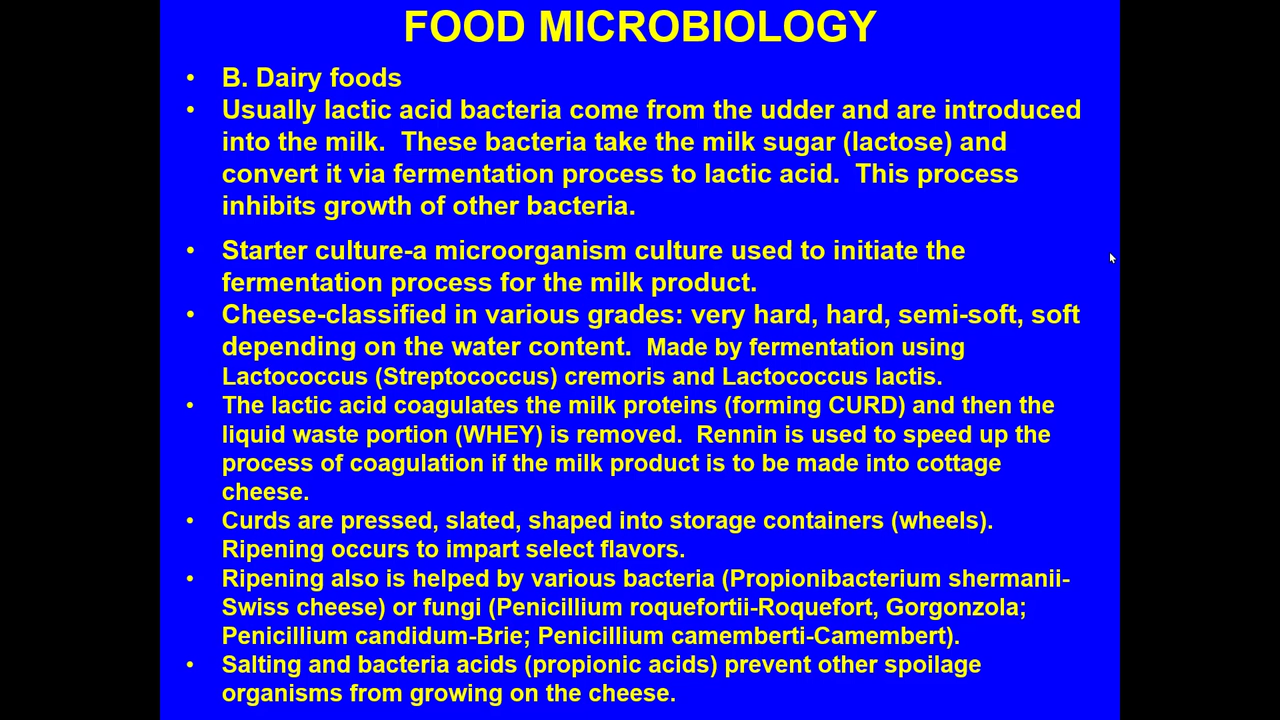 FOOD MICROBIOLOGY
• B. Dairy foods
• Usually lactic acid bacteria come from the udder and are introduced
into the milk.  These bacteria take the milk sugar (lactose) and
convert it via fermentation process to lactic acid.  This process
inhibits growth of other bacteria.
• Starter culture-a microorganism culture used to initiate the
fermentation process for the milk product.
• Cheese-classified in various grades: very hard, hard, semi-soft, soft
depending on the water content.  Made by fermentation using
Lactococcus (Streptococcus) cremoris and Lactococcus lactis.
• The lactic acid coagulates the milk proteins (forming CURD) and then the
liquid waste portion (WHEY) is removed.  Rennin is used to speed up the
process of coagulation if the milk product is to be made into cottage
cheese.
• Curds are pressed, slated, shaped into storage containers (wheels).
Ripening occurs to impart select flavors.
• Ripening also is helped by various bacteria (Propionibacterium shermanii-
Swiss cheese) or fungi (Penicillium roquefortii-Roquefort, Gorgonzola;
Penicillium candidum-Brie; Penicillium camemberti-Camembert).
• Salting and bacteria acids (propionic acids) prevent other spoilage
organisms from growing on the cheese.